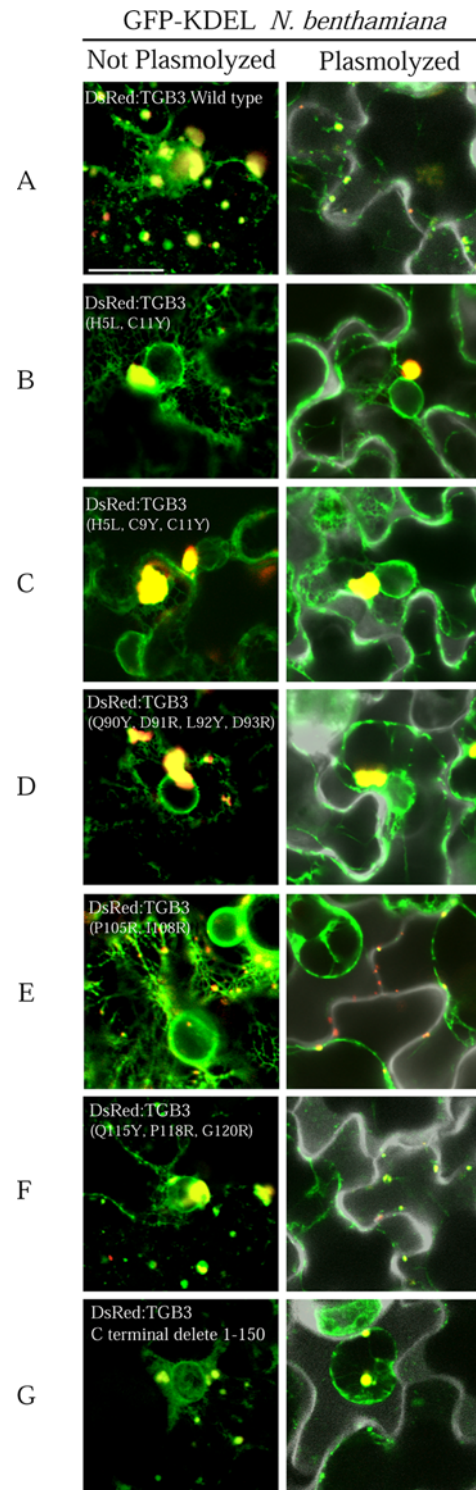 GFP-KDEL N. benthamiana
Not Plasmolyzed Plasmolyzed
A
DsRed:TGB3 Wild type
B
DsRed:TGB3
(H5L, C11Y)
C
DsRed:TGB3
(H5L, C9Y, C11Y)
D
DsRed:TGB3
(Q90Y, D91R, L92Y, D93R)
E
DsRed:TGB3
(P105R, I108R)
F
DsRed:TGB3
(Q115Y, P118R, G120R)
G
DsRed:TGB3
C terminal delete 1-150